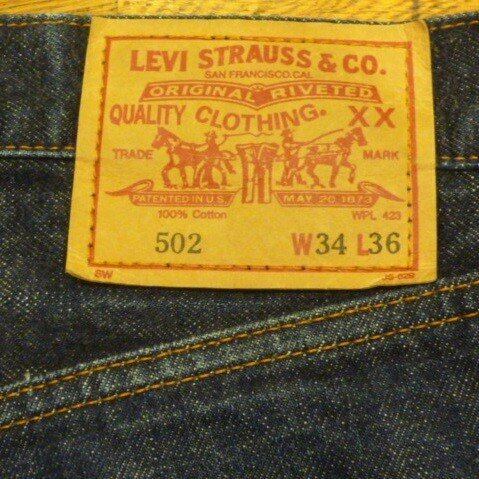 LEVI STRAUSS & CO.
SAN FRANCISCO.CAL
ORIGINAL RIVETED
QUALITY CLOTHING. XX
TRADE MARK
PATENTED IN U.S. MAY 20 1873
100% Cotton WPL 423
502 W34 L36
SW